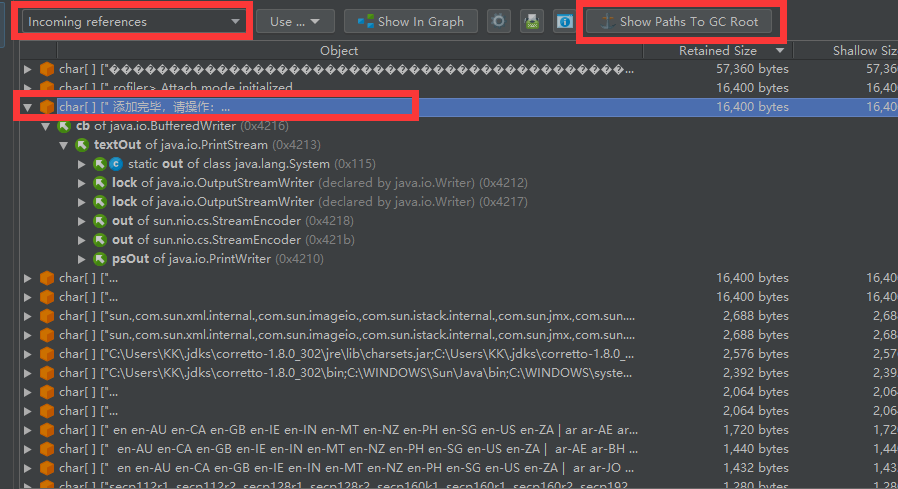 Incoming references Use ... Show In Graph Show Paths To GC Root
Object Retained Size Shallow Siz
char[ ] ["������������������������������������������������... 57,360 bytes 57,36
char[ ] [" rofiler> Attach mode initialized 16,400 bytes 16,40
char[ ] [" 添加完毕，请操作：... 16,400 bytes 16,40
cb of java.io.BufferedWriter (0x4216)
textOut of java.io.PrintStream (0x4213)
static out of class java.lang.System (0x115)
lock of java.io.OutputStreamWriter (declared by java.io.Writer) (0x4212)
lock of java.io.OutputStreamWriter (declared by java.io.Writer) (0x4217)
out of sun.nio.cs.StreamEncoder (0x4218)
out of sun.nio.cs.StreamEncoder (0x421b)
psOut of java.io.PrintWriter (0x4210)
char[ ] ["... 16,400 bytes 16,40
char[ ] ["... 16,400 bytes 16,40
char[ ] ["sun.,com.sun.xml.internal.,com.sun.imageio.,com.sun.istack.internal.,com.sun.jmx.,com.sun.... 2,688 bytes 2,68
char[ ] ["sun.,com.sun.xml.internal.,com.sun.imageio.,com.sun.istack.internal.,com.sun.jmx.,com.sun.... 2,688 bytes 2,68
char[ ] ["C:\Users\KK\.jdks\corretto-1.8.0_302\jre\lib\charsets.jar;C:\Users\KK\.jdks\corretto-1.8.0_... 2,576 bytes 2,57
char[ ] ["C:\Users\KK\.jdks\corretto-1.8.0_302\bin;C:\WINDOWS\Sun\Java\bin;C:\WINDOWS\syste... 2,392 bytes 2,39
char[ ] ["... 2,064 bytes 2,06
char[ ] ["... 2,064 bytes 2,06
char[ ] [" en en-AU en-CA en-GB en-IE en-IN en-MT en-NZ en-PH en-SG en-US en-ZA | ar ar-AE ar... 1,720 bytes 1,72
char[ ] ["  en en-AU en-CA en-GB en-IE en-IN en-MT en-NZ en-PH en-SG en-US en-ZA | ar ar-AE ar-BH ... 1,440 bytes 1,44
char[ ] ["  en en-AU en-CA en-GB en-IE en-IN en-MT en-NZ en-PH en-SG en-US en-ZA |  ar ar-JO ... 1,432 bytes 1,43
char[ ] ["secp112r1, secp112r2, secp128r1, secp128r2, secp160k1, secp160r1, secp160r2, secp192... 1,280 bytes 1,28